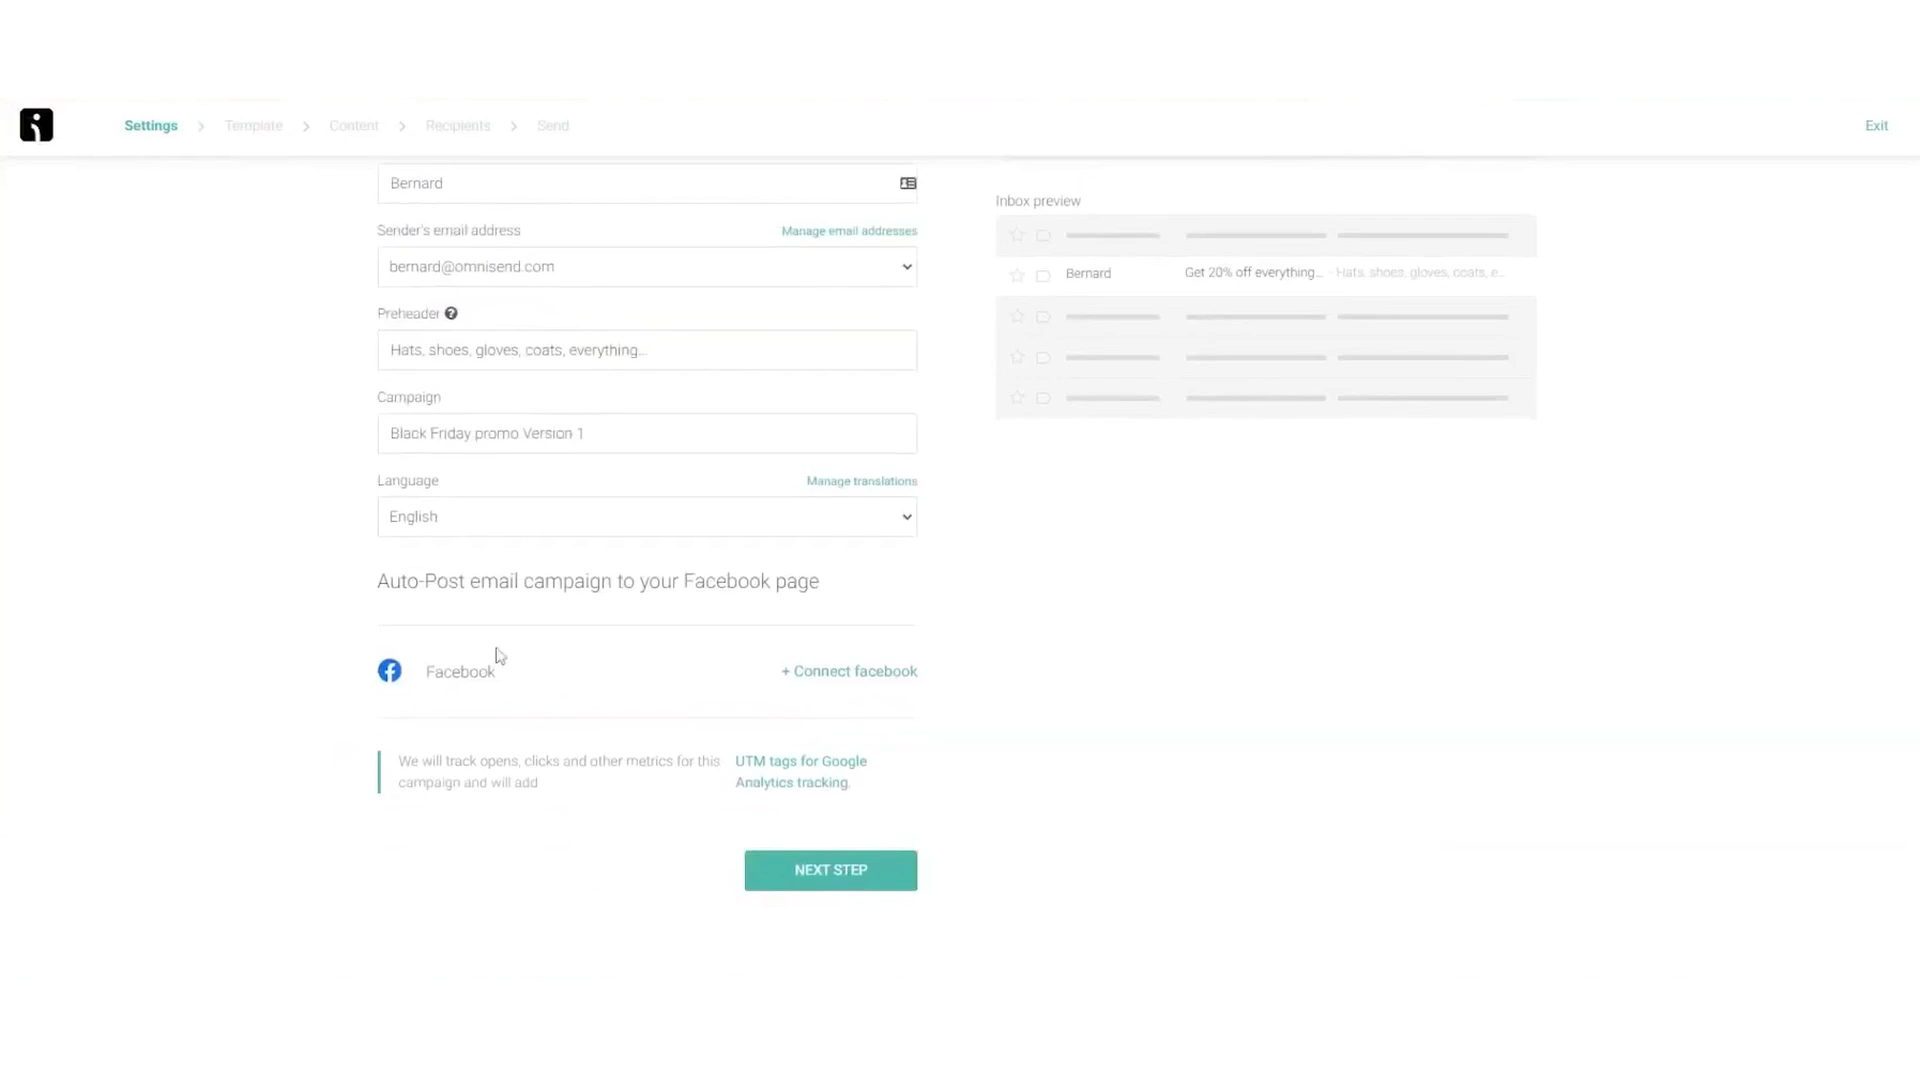 Settings > Template > Content > Recipients > Send
Exit
Bernard
Sender's email address
Manage email addresses
bernard@omnisend.com
Preheader ?
Hats, shoes, gloves, coats, everything...
Campaign
Black Friday promo Version 1
Language
Manage translations
English
Auto-Post email campaign to your Facebook page
Facebook
+ Connect facebook
We will track opens, clicks and other metrics for this
campaign and will add
UTM tags for Google
Analytics tracking.
NEXT STEP
Inbox preview
Bernard
Get 20% off everything... - Hats, shoes, gloves, coats, e...